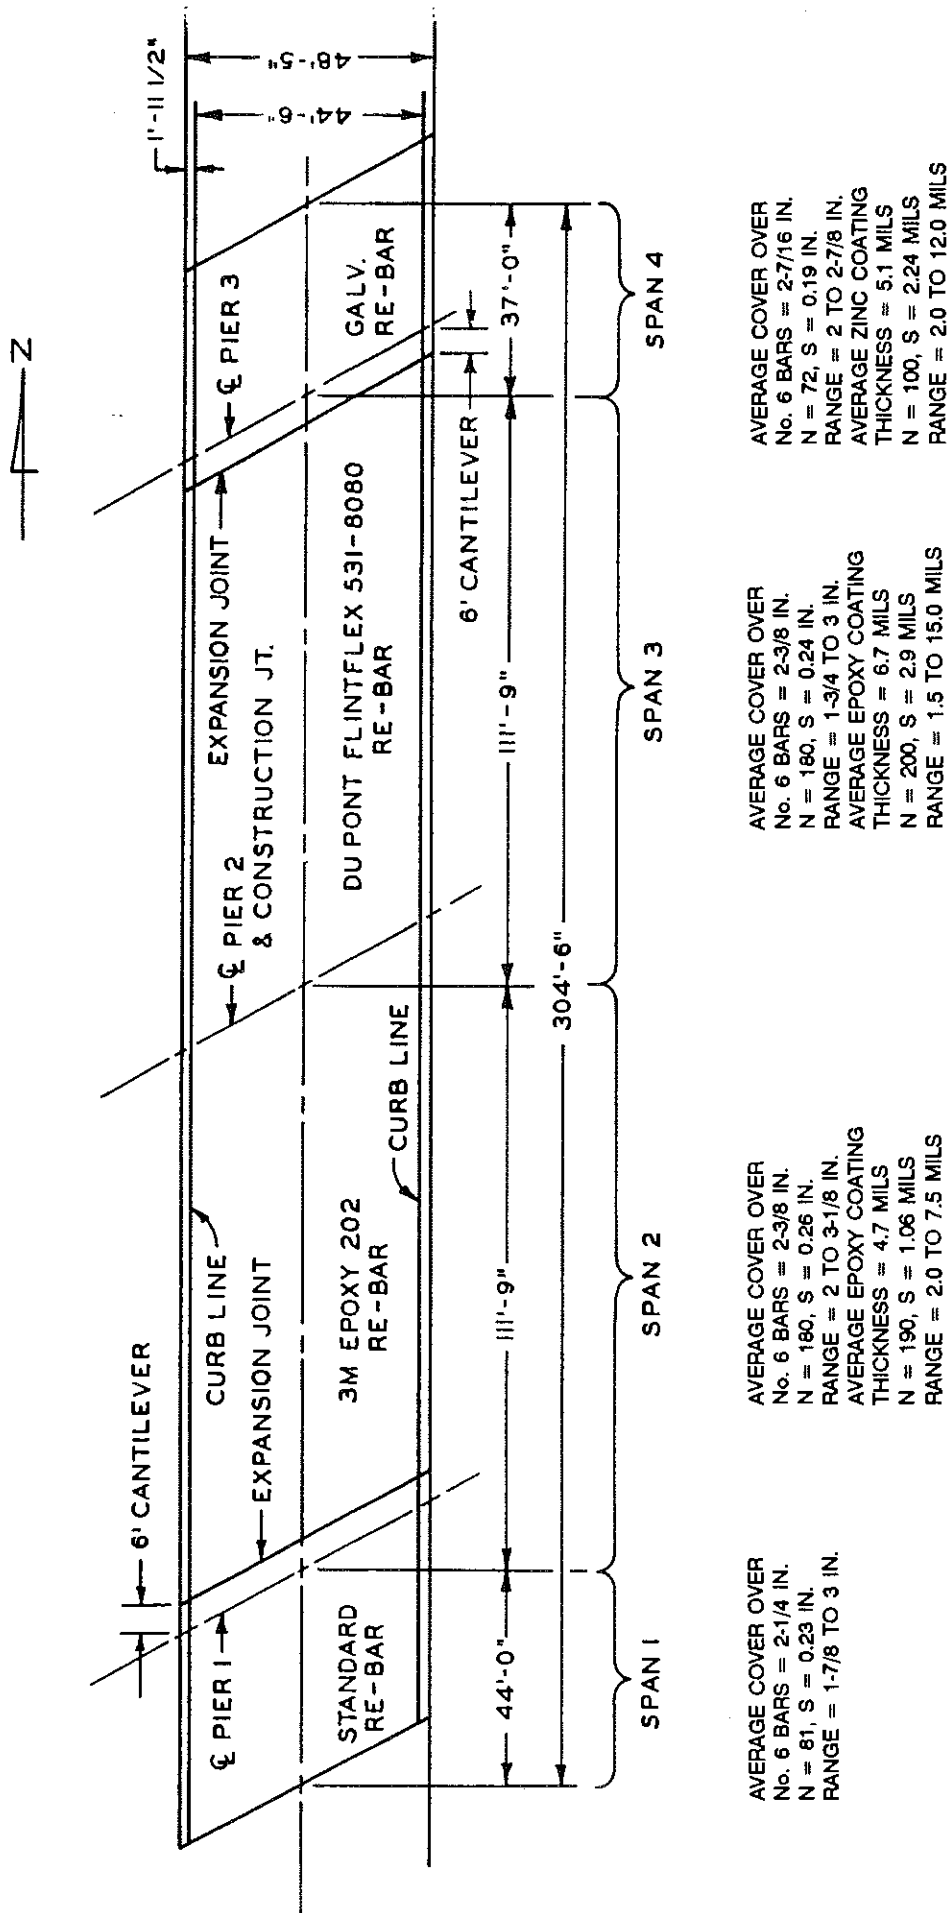 N
6' CANTILEVER
CURB LINE
EXPANSION JOINT
℄ PIER 1
STANDARD
RE-BAR
3M EPOXY 202
RE-BAR
CURB LINE
℄ PIER 2
& CONSTRUCTION JT.
EXPANSION JOINT
DU PONT FLINTFLEX 531-8080
RE-BAR
℄ PIER 3
GALV.
RE-BAR
1'-11 1/2"
44'-6"
48'-5"
6' CANTILEVER
44'-0"
111'-9"
111'-9"
37'-0"
304'-6"
SPAN 1
SPAN 2
SPAN 3
SPAN 4
AVERAGE COVER OVER
No. 6 BARS = 2-1/4 IN.
N = 81, S = 0.23 IN.
RANGE = 1-7/8 TO 3 IN.
AVERAGE COVER OVER
No. 6 BARS = 2-3/8 IN.
N = 180, S = 0.26 IN.
RANGE = 2 TO 3-1/8 IN.
AVERAGE EPOXY COATING
THICKNESS = 4.7 MILS
N = 190, S = 1.06 MILS
RANGE = 2.0 TO 7.5 MILS
AVERAGE COVER OVER
No. 6 BARS = 2-3/8 IN.
N = 180, S = 0.24 IN.
RANGE = 1-3/4 TO 3 IN.
AVERAGE EPOXY COATING
THICKNESS = 6.7 MILS
N = 200, S = 2.9 MILS
RANGE = 1.5 TO 15.0 MILS
AVERAGE COVER OVER
No. 6 BARS = 2-7/16 IN.
N = 72, S = 0.19 IN.
RANGE = 2 TO 2-7/8 IN.
AVERAGE ZINC COATING
THICKNESS = 5.1 MILS
N = 100, S = 2.24 MILS
RANGE = 2.0 TO 12.0 MILS